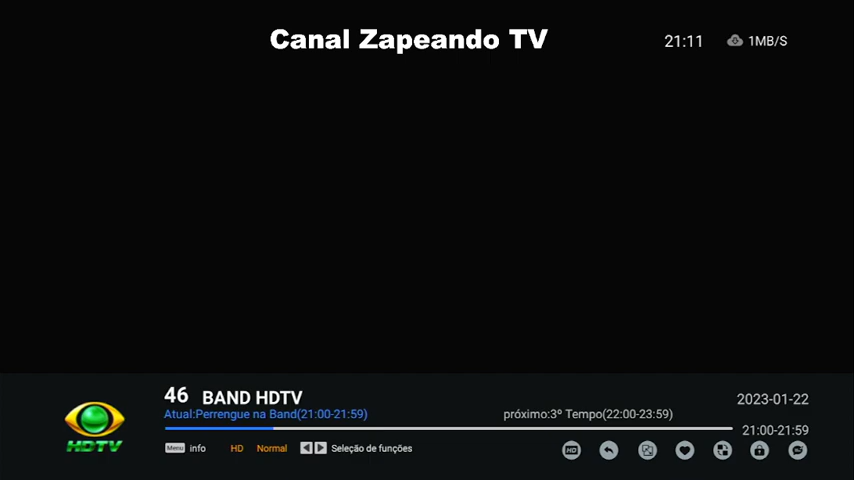 Canal Zapeando TV
21:11
1MB/S
46 BAND HDTV
2023-01-22
Atual:Perrengue na Band(21:00-21:59)
próximo:3º Tempo(22:00-23:59)
21:00-21:59
HDTV
Menu info HD Normal Seleção de funções
HD